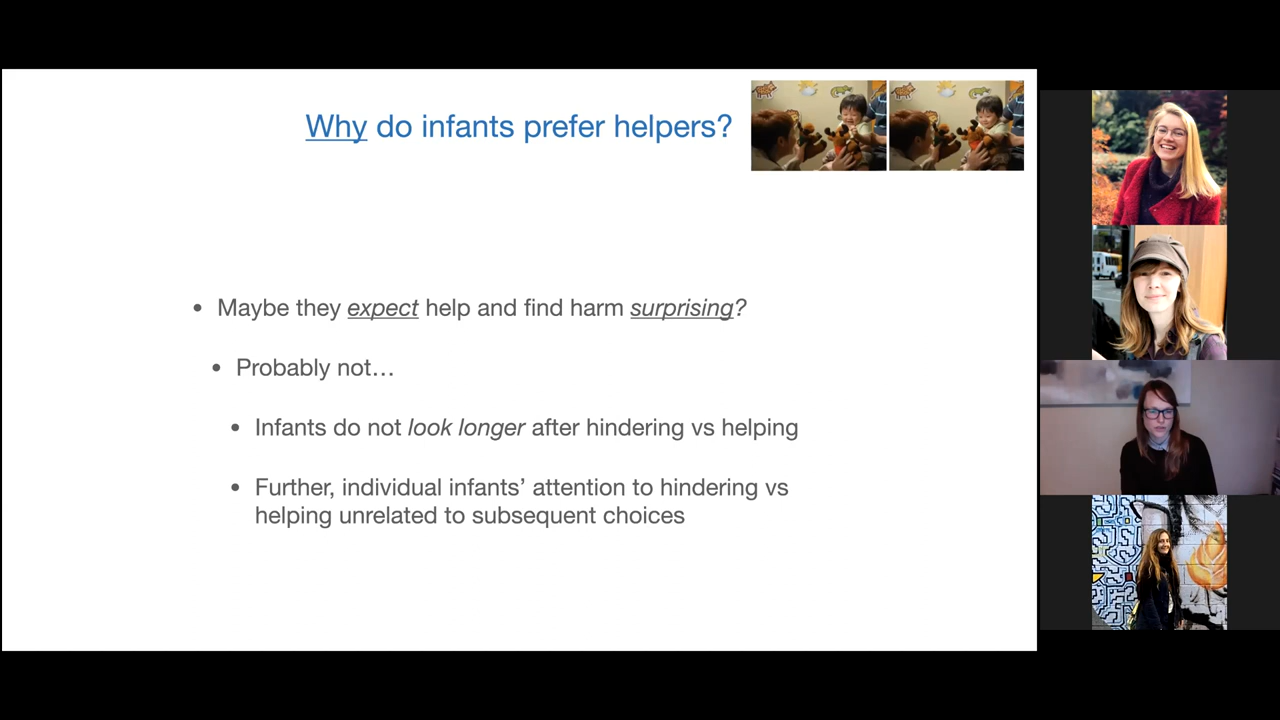 Why do infants prefer helpers?
• Maybe they expect help and find harm surprising?
• Probably not…
• Infants do not look longer after hindering vs helping
• Further, individual infants’ attention to hindering vs
helping unrelated to subsequent choices